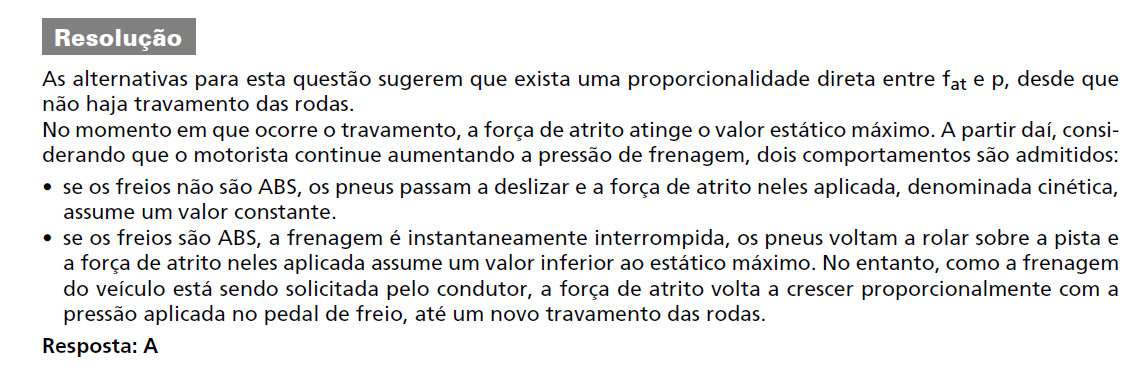 Resolução
As alternativas para esta questão sugerem que exista uma proporcionalidade direta entre fat e p, desde que
não haja travamento das rodas.
No momento em que ocorre o travamento, a força de atrito atinge o valor estático máximo. A partir daí, consi-
derando que o motorista continue aumentando a pressão de frenagem, dois comportamentos são admitidos:
• se os freios não são ABS, os pneus passam a deslizar e a força de atrito neles aplicada, denominada cinética,
assume um valor constante.
• se os freios são ABS, a frenagem é instantaneamente interrompida, os pneus voltam a rolar sobre a pista e
a força de atrito neles aplicada assume um valor inferior ao estático máximo. No entanto, como a frenagem
do veículo está sendo solicitada pelo condutor, a força de atrito volta a crescer proporcionalmente com a
pressão aplicada no pedal de freio, até um novo travamento das rodas.
Resposta: A